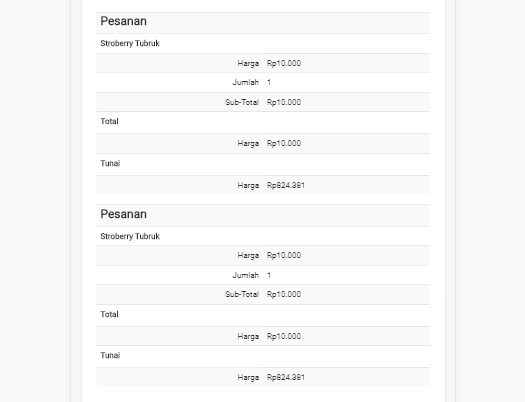 Pesanan
Stroberry Tubruk
Harga Rp10.000
Jumlah 1
Sub-Total Rp10.000
Total
Harga Rp10.000
Tunai
Harga Rp824.381
Pesanan
Stroberry Tubruk
Harga Rp10.000
Jumlah 1
Sub-Total Rp10.000
Total
Harga Rp10.000
Tunai
Harga Rp824.381